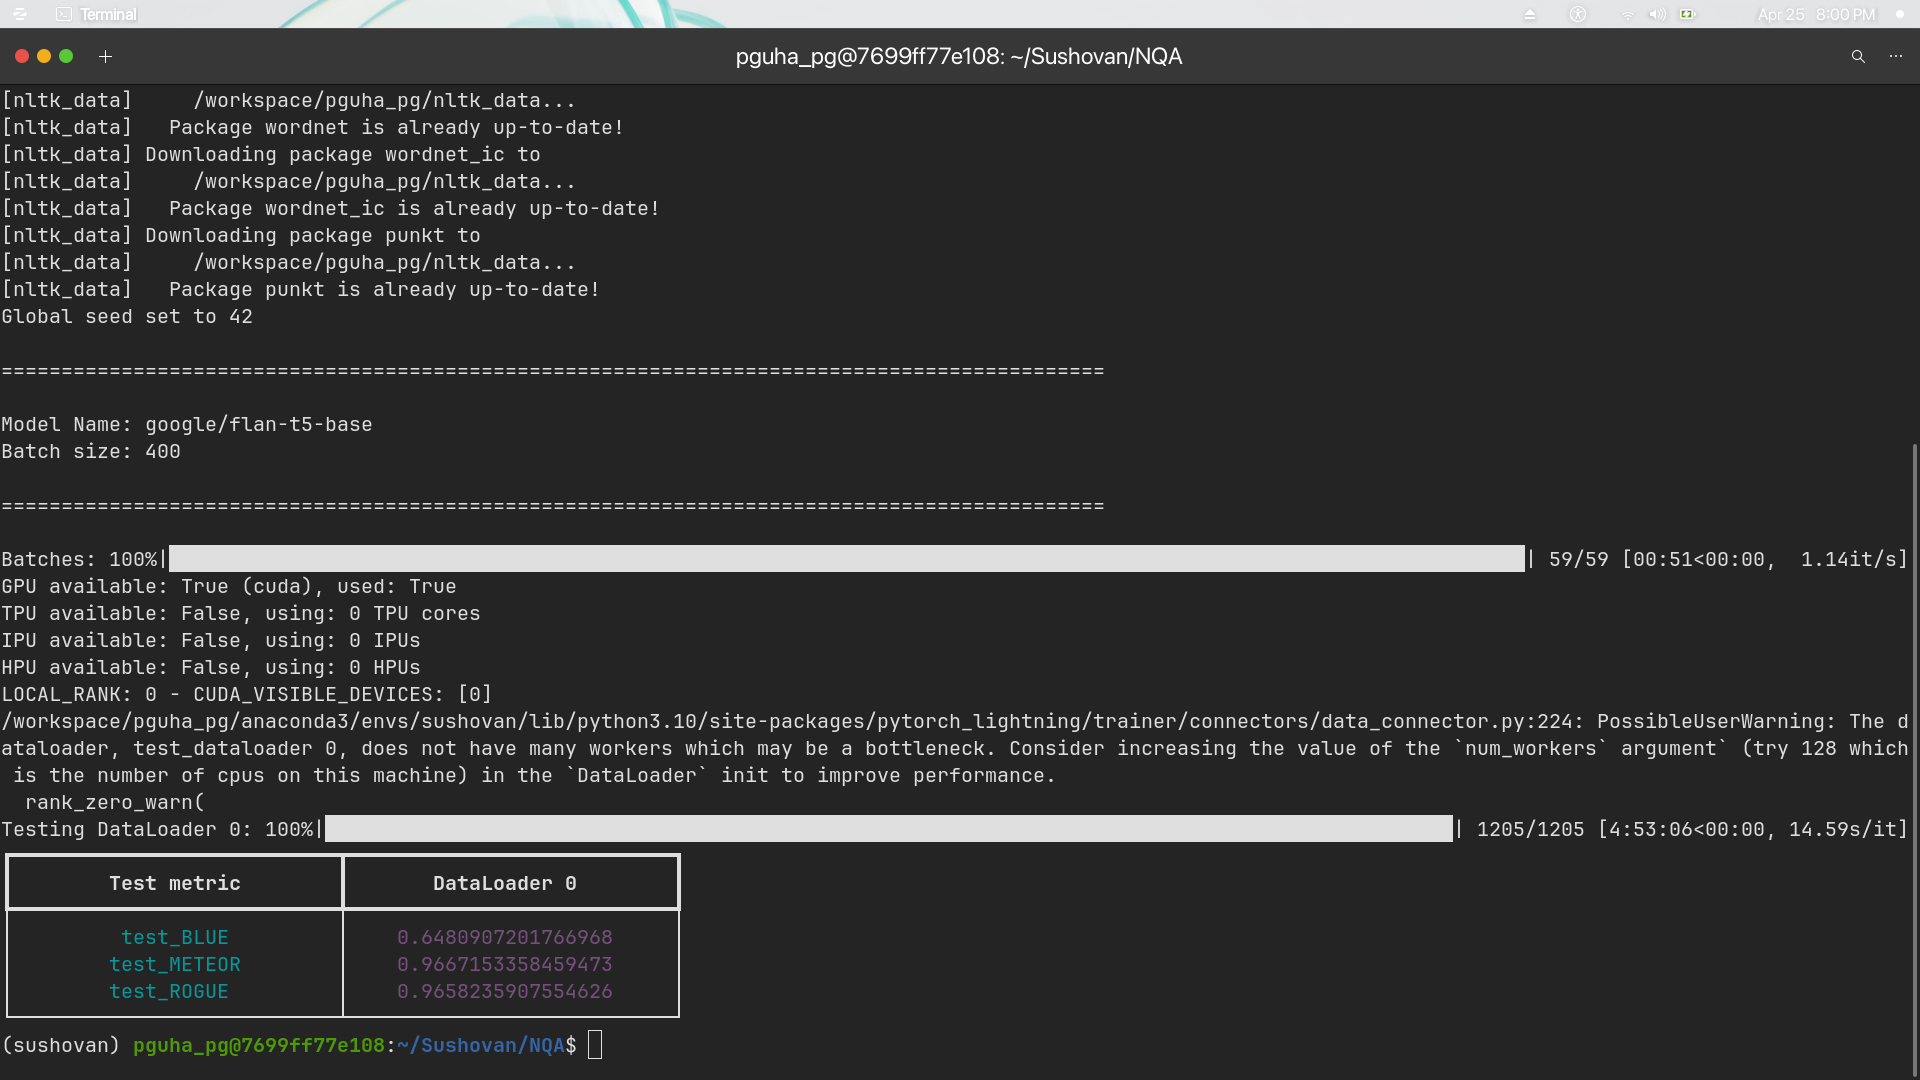 Terminal
Apr 25 8:00 PM
pguha_pg@7699ff77e108: ~/Sushovan/NQA
[nltk_data]     /workspace/pguha_pg/nltk_data...
[nltk_data]   Package wordnet is already up-to-date!
[nltk_data] Downloading package wordnet_ic to
[nltk_data]     /workspace/pguha_pg/nltk_data...
[nltk_data]   Package wordnet_ic is already up-to-date!
[nltk_data] Downloading package punkt to
[nltk_data]     /workspace/pguha_pg/nltk_data...
[nltk_data]   Package punkt is already up-to-date!
Global seed set to 42
============================================================================================
Model Name: google/flan-t5-base
Batch size: 400
============================================================================================
Batches: 100%| | 59/59 [00:51<00:00,  1.14it/s]
GPU available: True (cuda), used: True
TPU available: False, using: 0 TPU cores
IPU available: False, using: 0 IPUs
HPU available: False, using: 0 HPUs
LOCAL_RANK: 0 - CUDA_VISIBLE_DEVICES: [0]
/workspace/pguha_pg/anaconda3/envs/sushovan/lib/python3.10/site-packages/pytorch_lightning/trainer/connectors/data_connector.py:224: PossibleUserWarning: The d
ataloader, test_dataloader 0, does not have many workers which may be a bottleneck. Consider increasing the value of the `num_workers` argument` (try 128 which
 is the number of cpus on this machine) in the `DataLoader` init to improve performance.
  rank_zero_warn(
Testing DataLoader 0: 100%| | 1205/1205 [4:53:06<00:00, 14.59s/it]
Test metric DataLoader 0
test_BLUE 0.6480907201766968
test_METEOR 0.9667153358459473
test_ROGUE 0.9658235907554626
(sushovan) pguha_pg@7699ff77e108:~/Sushovan/NQA$